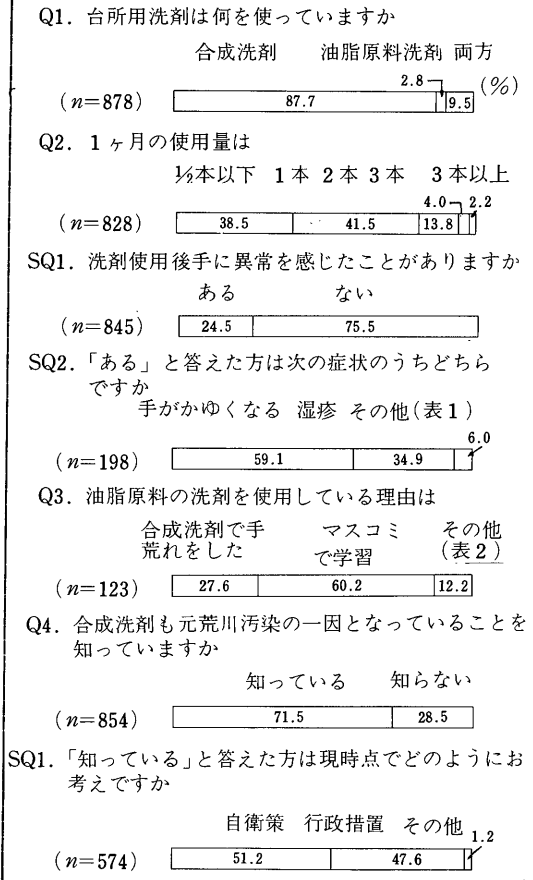 Q1. 台所用洗剤は何を使っていますか
合成洗剤 油脂原料洗剤 両方
2.8 (%)
(n=878) 87.7 9.5
Q2. 1ヶ月の使用量は
½本以下 1本 2本 3本 3本以上
4.0 2.2
(n=828) 38.5 41.5 13.8
SQ1. 洗剤使用後手に異常を感じたことがありますか
ある ない
(n=845) 24.5 75.5
SQ2.「ある」と答えた方は次の症状のうちどちら
ですか
手がかゆくなる 湿疹 その他(表1)
6.0
(n=198) 59.1 34.9
Q3. 油脂原料の洗剤を使用している理由は
合成洗剤で手 マスコミ その他
荒れをした で学習 (表2)
(n=123) 27.6 60.2 12.2
Q4. 合成洗剤も元荒川汚染の一因となっていることを
知っていますか
知っている 知らない
(n=854) 71.5 28.5
SQ1.「知っている」と答えた方は現時点でどのようにお
考えですか
自衛策 行政措置 その他
1.2
(n=574) 51.2 47.6